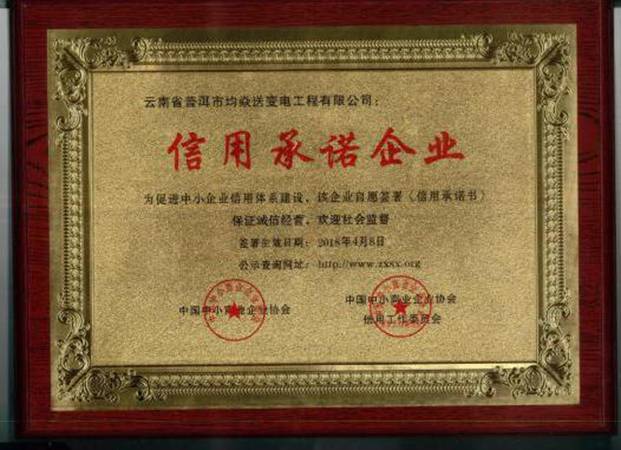 云南省普洱市均焱送变电工程有限公司：
信用承诺企业
为促进中小企业信用体系建设，该企业自愿签署《信用承诺书》
保证诚信经营，欢迎社会监督
签署生效日期：2018年4月8日
公示查询网址：http://www.zxxx.org
中国中小商业企业协会
中国中小商业企业协会
信用工作委员会